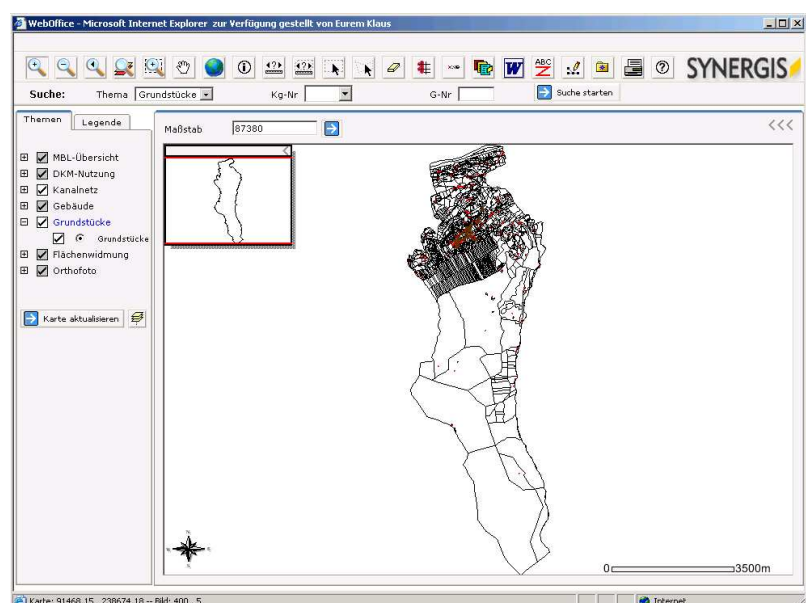 WebOffice - Microsoft Internet Explorer zur Verfügung gestellt von Eurem Klaus
W
ABC
SYNERGIS
Suche: Thema Grundstücke Kg-Nr G-Nr Suche starten
Themen Legende
Maßstab 87380 <<<
MBL-Übersicht
DKM-Nutzung
Kanalnetz
Gebäude
Grundstücke
Grundstücke
Flächenwidmung
Orthofoto
Karte aktualisieren
0 3500m
Karte: 91468.15 , 238674.18 -- Bild: 400 , 5 Internet